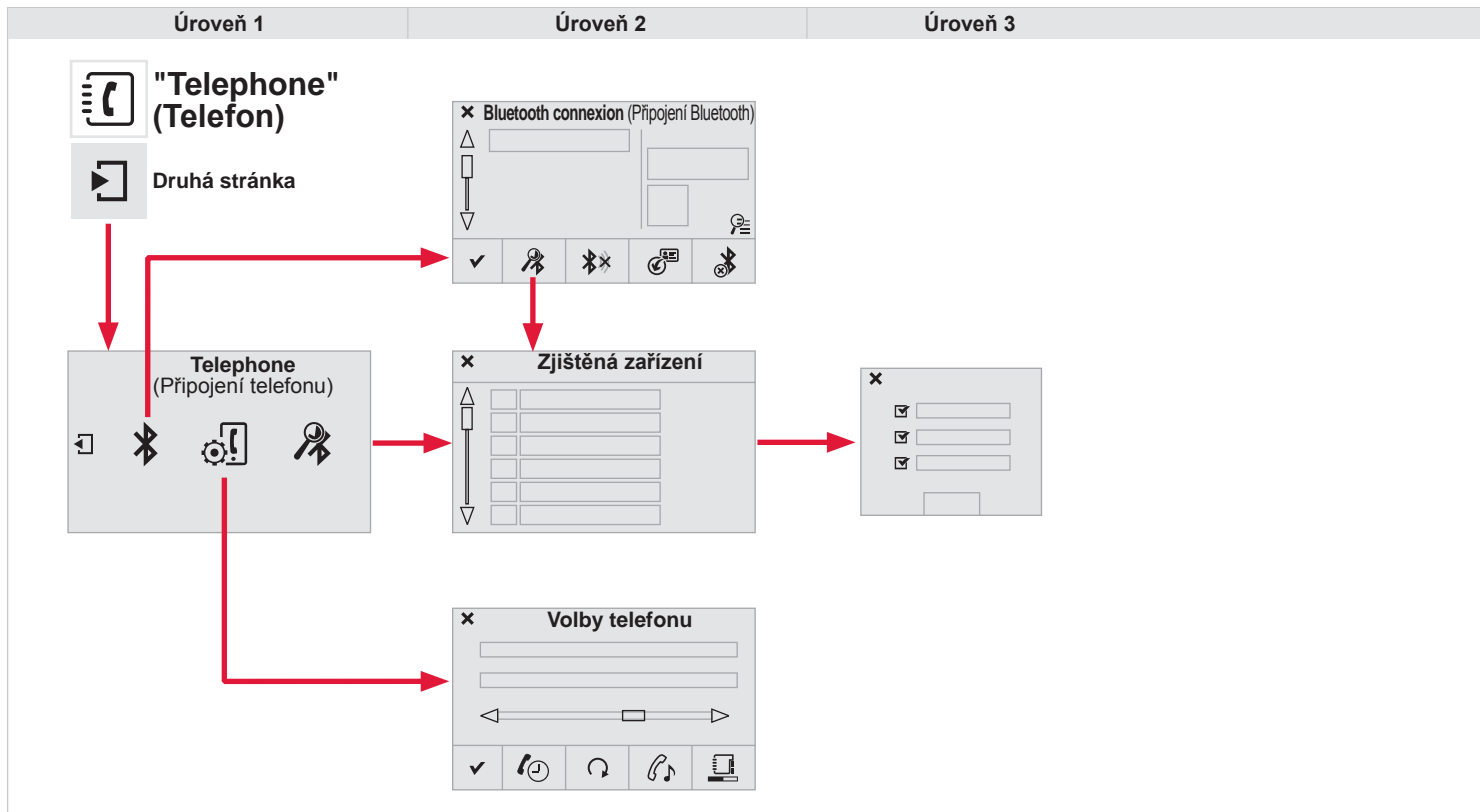 Úroveň 1
Úroveň 2
Úroveň 3
"Telephone"
(Telefon)
Druhá stránka
Bluetooth connexion (Připojení Bluetooth)
Telephone
(Připojení telefonu)
Zjištěná zařízení
Volby telefonu